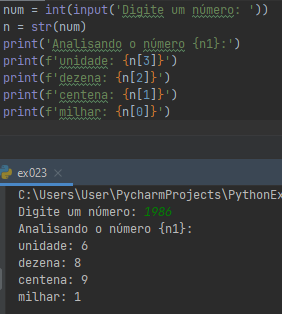 num = int(input('Digite um número: '))
n = str(num)
print('Analisando o número {n1}:')
print(f'unidade: {n[3]}')
print(f'dezena: {n[2]}')
print(f'centena: {n[1]}')
print(f'milhar: {n[0]}')
ex023 ×
C:\Users\User\PycharmProjects\PythonEx
Digite um número: 1986
Analisando o número {n1}:
unidade: 6
dezena: 8
centena: 9
milhar: 1